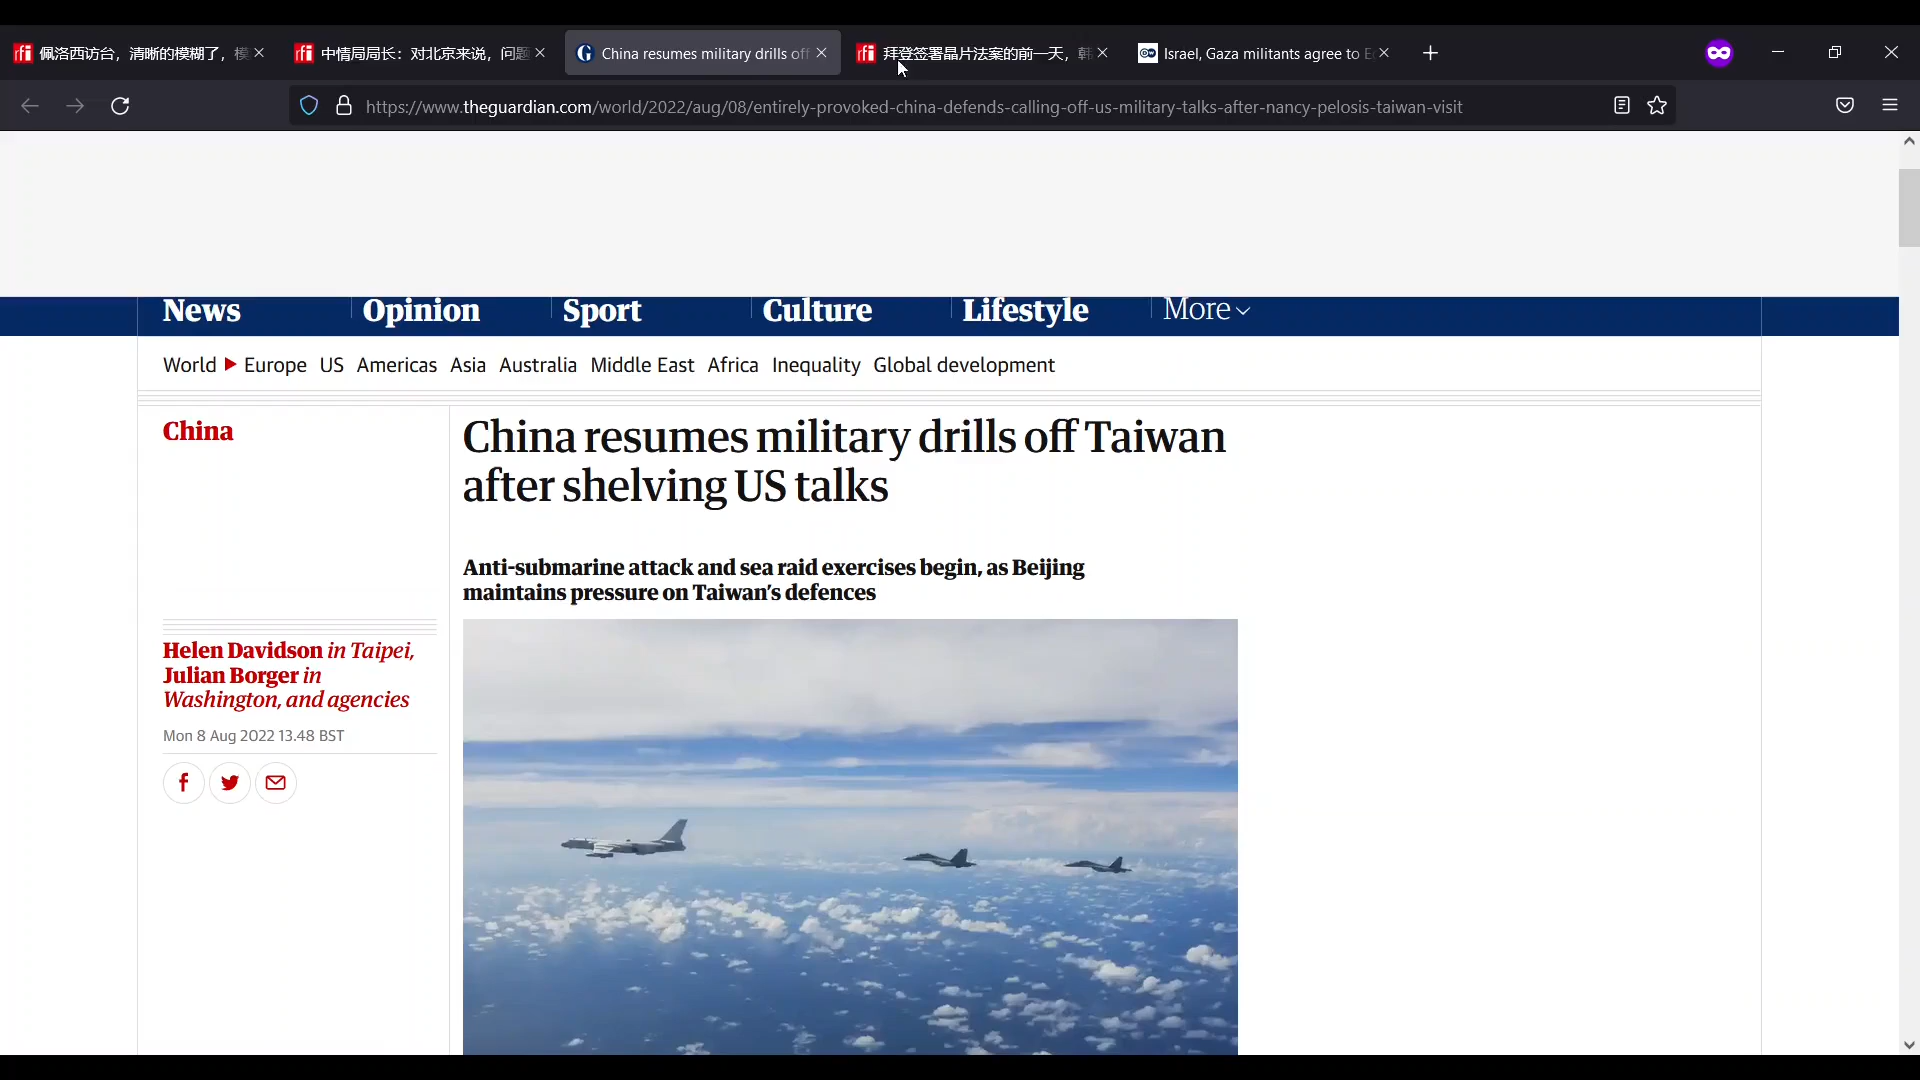 佩洛西访台，清晰的模糊了，模
中情局局长：对北京来说，问题
China resumes military drills off
拜登签署晶片法案的前一天，韩
Israel, Gaza militants agree to E
https://www.theguardian.com/world/2022/aug/08/entirely-provoked-china-defends-calling-off-us-military-talks-after-nancy-pelosis-taiwan-visit
News Opinion Sport Culture Lifestyle More
World Europe US Americas Asia Australia Middle East Africa Inequality Global development
China
China resumes military drills off Taiwan
after shelving US talks
Anti-submarine attack and sea raid exercises begin, as Beijing
maintains pressure on Taiwan's defences
Helen Davidson in Taipei,
Julian Borger in
Washington, and agencies
Mon 8 Aug 2022 13.48 BST